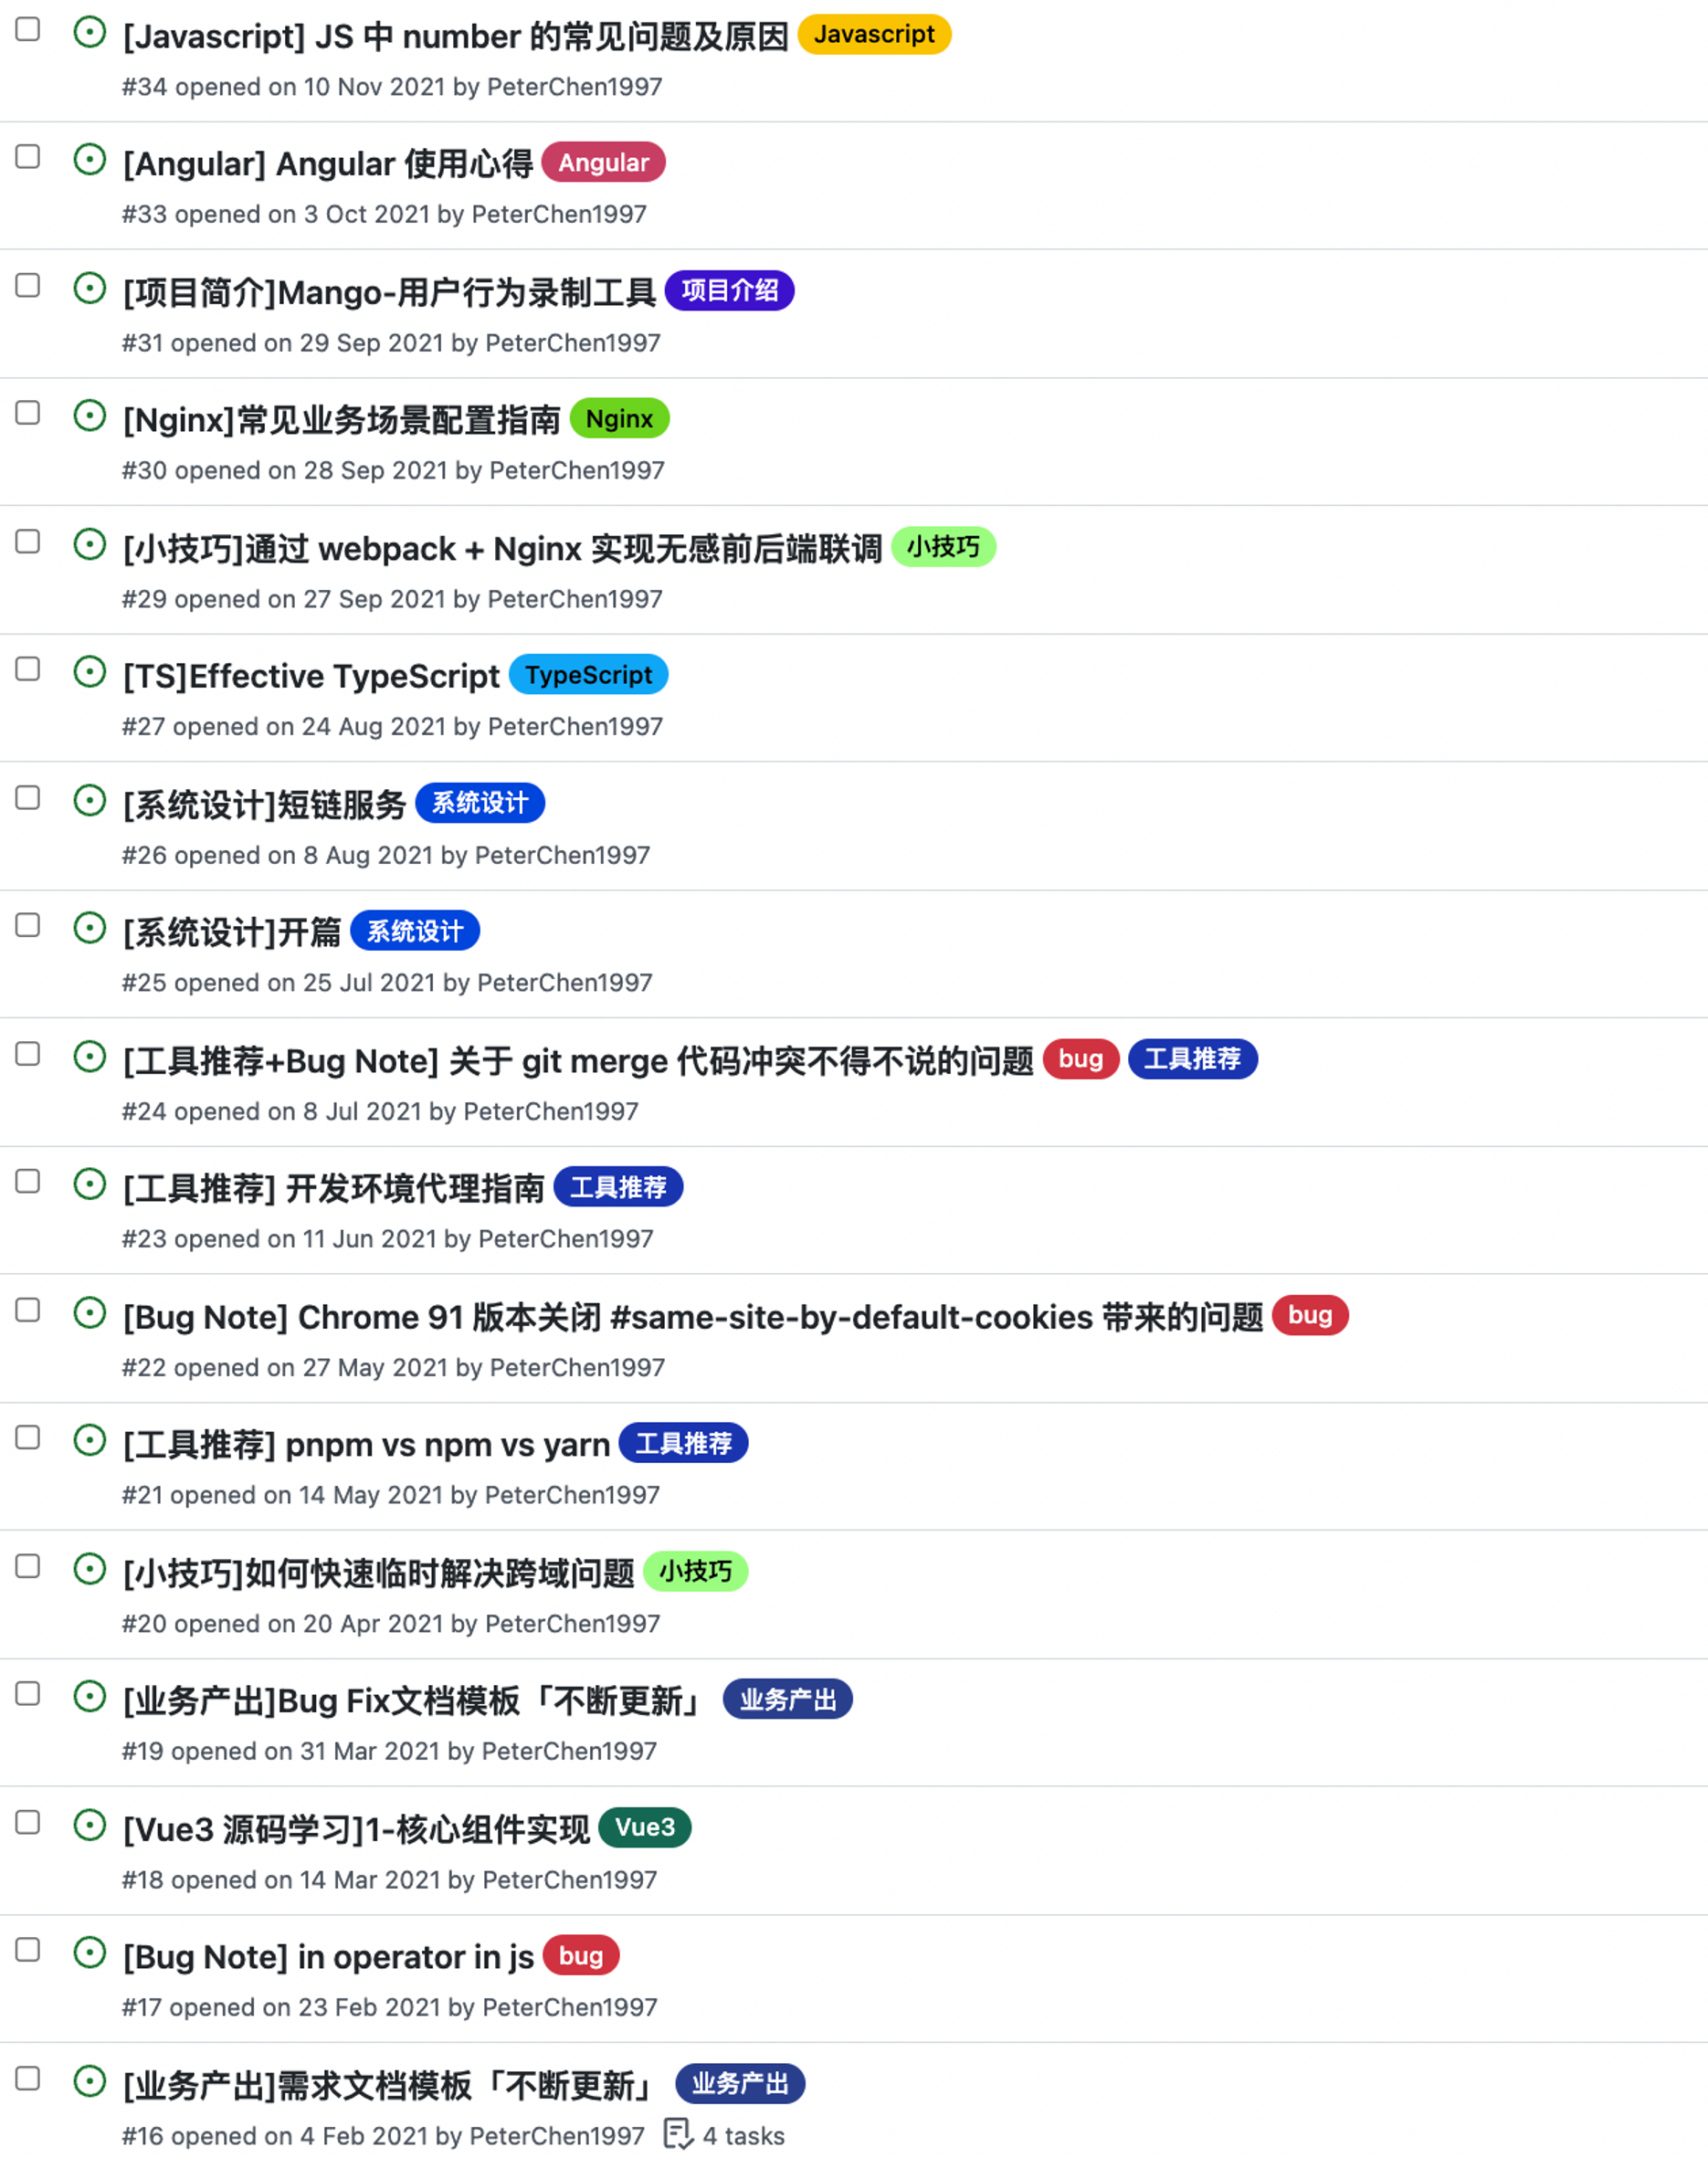 [Javascript] JS 中 number 的常见问题及原因 Javascript
#34 opened on 10 Nov 2021 by PeterChen1997
[Angular] Angular 使用心得 Angular
#33 opened on 3 Oct 2021 by PeterChen1997
[项目简介]Mango-用户行为录制工具 项目介绍
#31 opened on 29 Sep 2021 by PeterChen1997
[Nginx]常见业务场景配置指南 Nginx
#30 opened on 28 Sep 2021 by PeterChen1997
[小技巧]通过 webpack + Nginx 实现无感前后端联调 小技巧
#29 opened on 27 Sep 2021 by PeterChen1997
[TS]Effective TypeScript TypeScript
#27 opened on 24 Aug 2021 by PeterChen1997
[系统设计]短链服务 系统设计
#26 opened on 8 Aug 2021 by PeterChen1997
[系统设计]开篇 系统设计
#25 opened on 25 Jul 2021 by PeterChen1997
[工具推荐+Bug Note] 关于 git merge 代码冲突不得不说的问题 bug 工具推荐
#24 opened on 8 Jul 2021 by PeterChen1997
[工具推荐] 开发环境代理指南 工具推荐
#23 opened on 11 Jun 2021 by PeterChen1997
[Bug Note] Chrome 91 版本关闭 #same-site-by-default-cookies 带来的问题 bug
#22 opened on 27 May 2021 by PeterChen1997
[工具推荐] pnpm vs npm vs yarn 工具推荐
#21 opened on 14 May 2021 by PeterChen1997
[小技巧]如何快速临时解决跨域问题 小技巧
#20 opened on 20 Apr 2021 by PeterChen1997
[业务产出]Bug Fix文档模板「不断更新」 业务产出
#19 opened on 31 Mar 2021 by PeterChen1997
[Vue3 源码学习]1-核心组件实现 Vue3
#18 opened on 14 Mar 2021 by PeterChen1997
[Bug Note] in operator in js bug
#17 opened on 23 Feb 2021 by PeterChen1997
[业务产出]需求文档模板「不断更新」 业务产出
#16 opened on 4 Feb 2021 by PeterChen1997 4 tasks